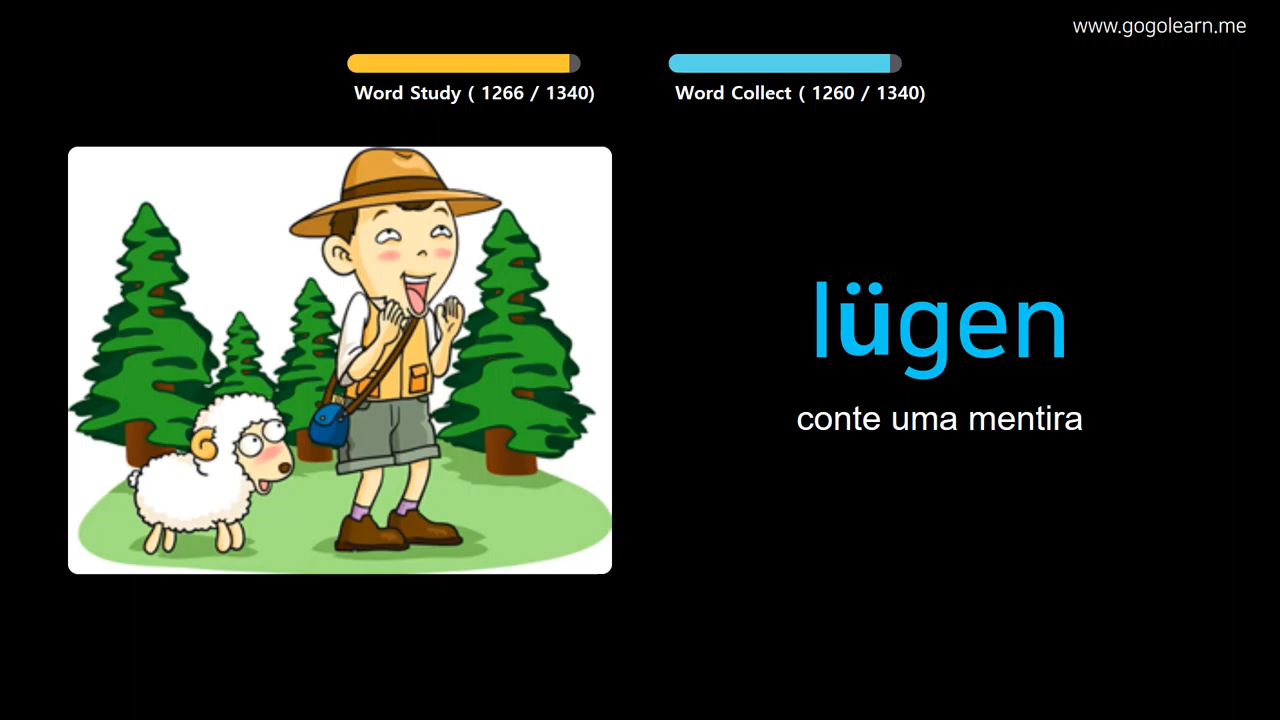 www.gogolearn.me
Word Study ( 1266 / 1340)
Word Collect ( 1260 / 1340)
lügen
conte uma mentira